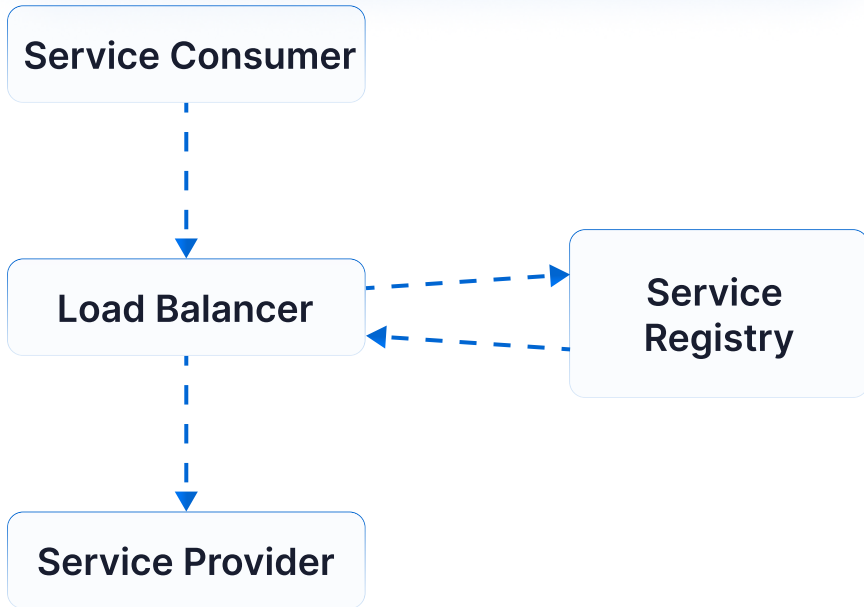 Service Consumer
Load Balancer
Service
Registry
Service Provider